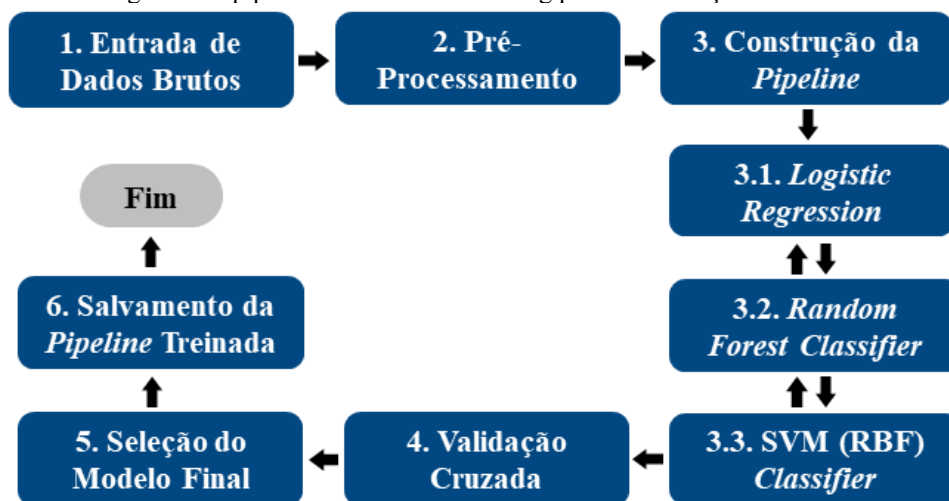 1. Entrada de
Dados Brutos
2. Pré-
Processamento
3. Construção da
Pipeline
3.1. Logistic
Regression
3.2. Random
Forest Classifier
3.3. SVM (RBF)
Classifier
4. Validação
Cruzada
5. Seleção do
Modelo Final
6. Salvamento da
Pipeline Treinada
Fim